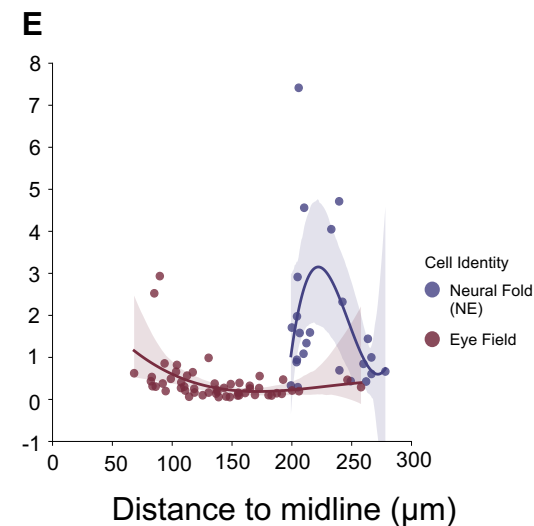 E
8
7
6
5
4
3
2
1
0
-1
0 50 100 150 200 250 300
Distance to midline (μm)
Cell Identity
Neural Fold
(NE)
Eye Field